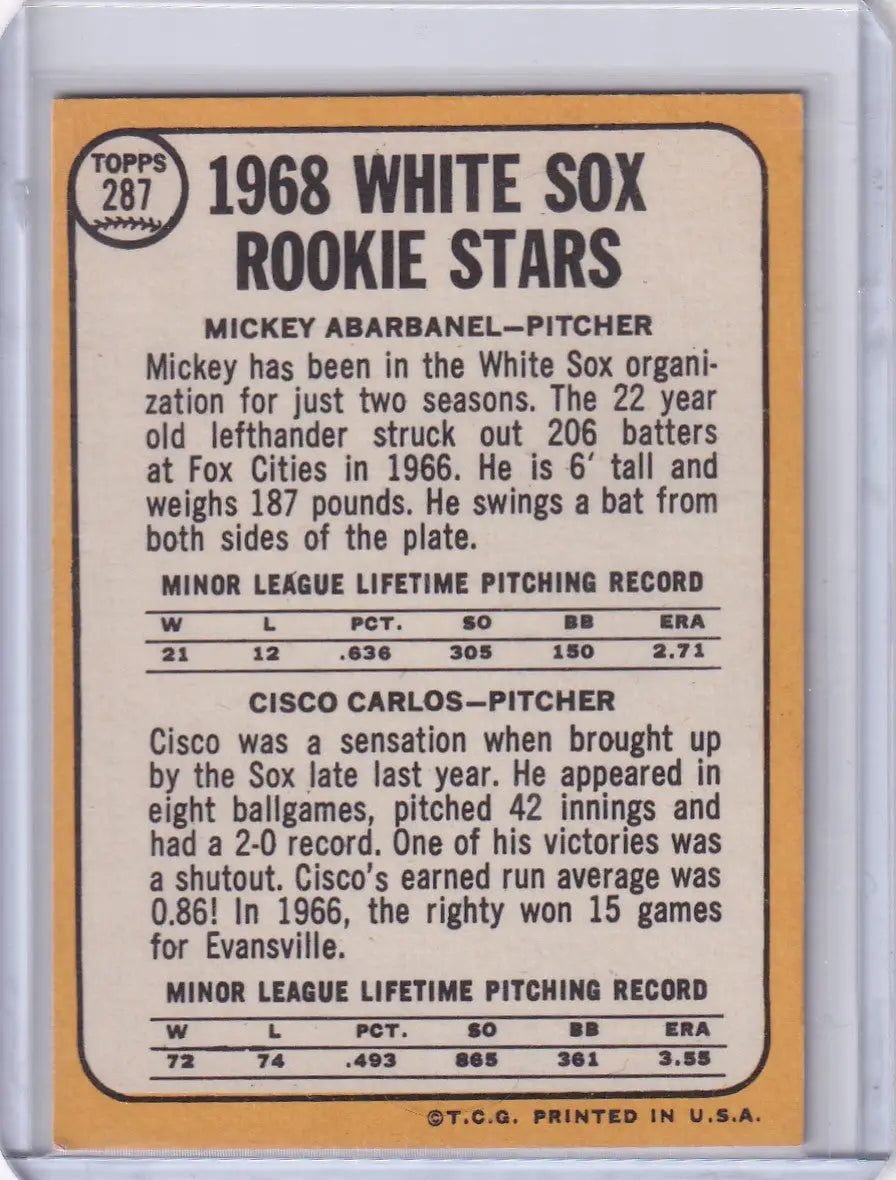 TOPPS
287
1968 WHITE SOX
ROOKIE STARS
MICKEY ABARBANEL—PITCHER
Mickey has been in the White Sox organi-
zation for just two seasons. The 22 year
old lefthander struck out 206 batters
at Fox Cities in 1966. He is 6' tall and
weighs 187 pounds. He swings a bat from
both sides of the plate.
MINOR LEAGUE LIFETIME PITCHING RECORD
W L PCT. SO BB ERA
21 12 .636 305 150 2.71
CISCO CARLOS—PITCHER
Cisco was a sensation when brought up
by the Sox late last year. He appeared in
eight ballgames, pitched 42 innings and
had a 2-0 record. One of his victories was
a shutout. Cisco's earned run average was
0.86! In 1966, the righty won 15 games
for Evansville.
MINOR LEAGUE LIFETIME PITCHING RECORD
W L PCT. SO BB ERA
72 74 .493 865 361 3.55
©T.C.G. PRINTED IN U.S.A.